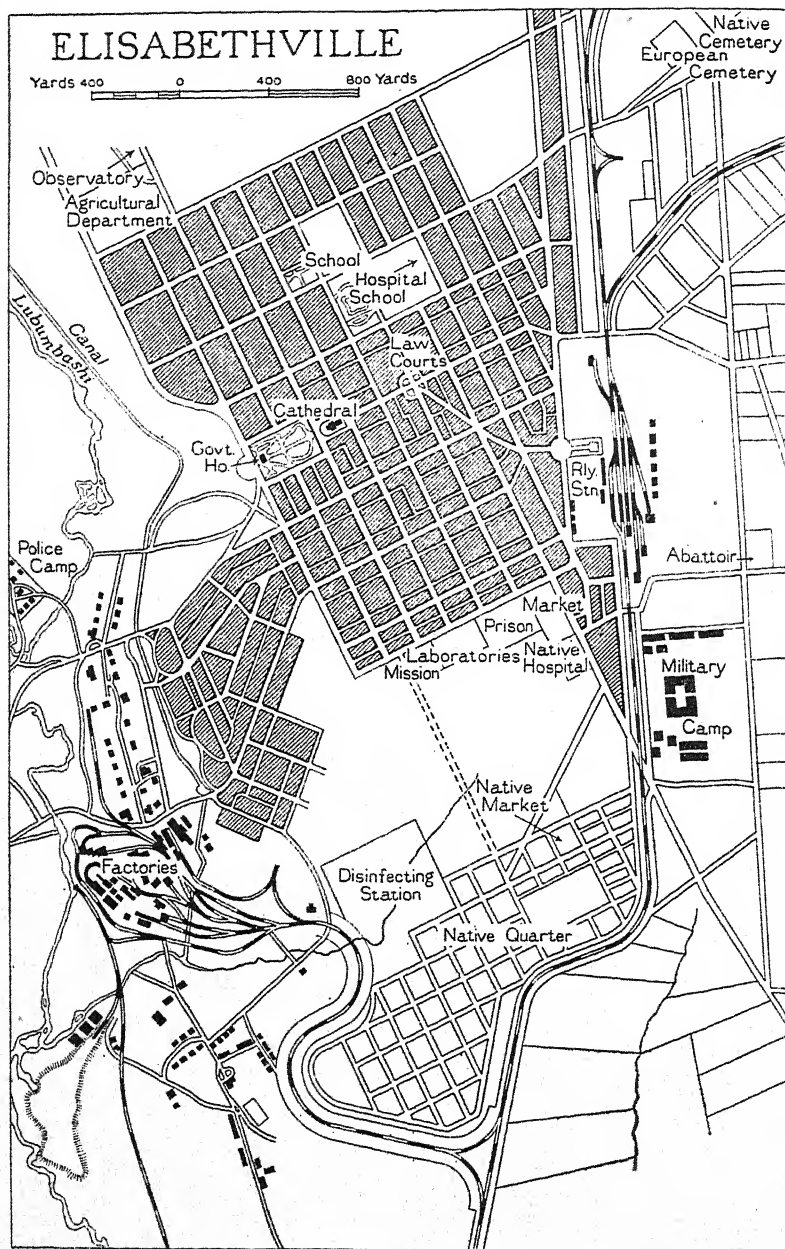 ELISABETHVILLE
Yards 400 0 400 800 Yards
Native
Cemetery
European
Cemetery
Observatory
Agricultural
Department
School
Hospital
School
Canal
Lubumbashi
Law
Courts
Cathedral
Govt.
Ho.
Rly.
Stn.
Police
Camp
Abattoir
Market
Prison
Laboratories
Native
Hospital
Mission
Military
Camp
Native
Market
Factories
Disinfecting
Station
Native Quarter